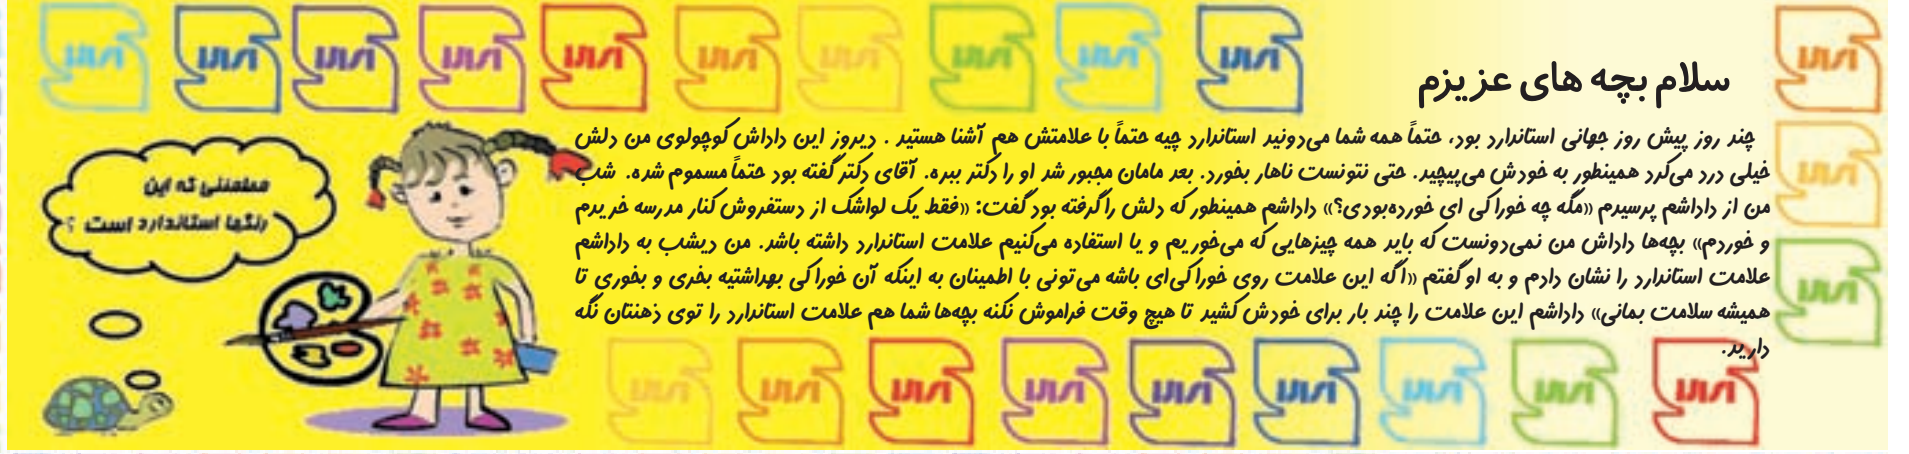 سلام بچه های عزیزم
چند روز پیش روز جهانی استاندارد بود، حتماً همه شما می‌دونید استاندارد چیه حتماً با علامتش هم آشنا هستید . دیروز این داداش کوچولوی من دلش
خیلی درد می‌کرد همینطور به خودش می‌پیچید. حتی نتونست ناهار بخورد. بعد مامان مجبور شد او را دکتر ببره. آقای دکتر گفته بود حتماً مسموم شده. شب
من از داداشم پرسیدم «مگه چه خوراکی ای خورده‌بودی؟» داداشم همینطور که دلش را گرفته بود گفت: «فقط یک لواشک از دستفروش کنار مدرسه خریدم
و خوردم» بچه‌ها داداش من نمی‌دونست که باید همه چیزهایی که می‌خوریم و یا استفاده می‌کنیم علامت استاندارد داشته باشد. من دیشب به داداشم
علامت استاندارد را نشان دادم و به او گفتم «اگه این علامت روی خوراکی‌ای باشه می‌تونی با اطمینان به اینکه آن خوراکی بهداشتیه بخری و بخوری تا
همیشه سلامت بمانی» داداشم این علامت را چند بار برای خودش کشید تا هیچ وقت فراموش نکنه بچه‌ها شما هم علامت استاندارد را توی ذهنتان نگه
دارید.
مطمئنی که این
رنگها استاندارد است ؟